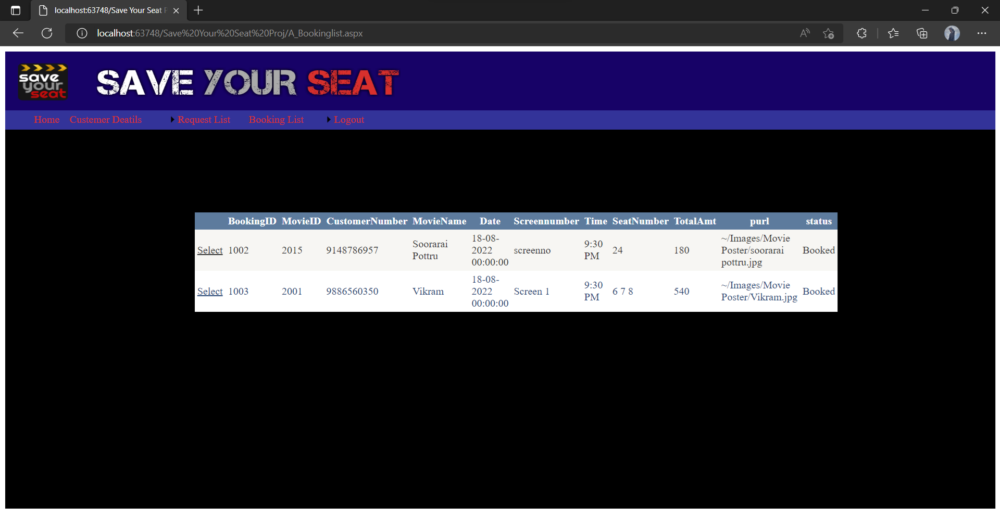 localhost:63748/Save Your Seat P
localhost:63748/Save%20Your%20Seat%20Proj/A_Bookinglist.aspx
save
your
seat
SAVE YOUR SEAT
Home Custemer Deatils Request List Booking List Logout
BookingID MovieID CustomerNumber MovieName Date Screennumber Time SeatNumber TotalAmt purl status
Select 1002 2015 9148786957 Soorarai Pottru 18-08-2022 00:00:00 screenno 9:30 PM 24 180 ~/Images/Movie Poster/soorarai pottru.jpg Booked
Select 1003 2001 9886560350 Vikram 18-08-2022 00:00:00 Screen 1 9:30 PM 6 7 8 540 ~/Images/Movie Poster/Vikram.jpg Booked